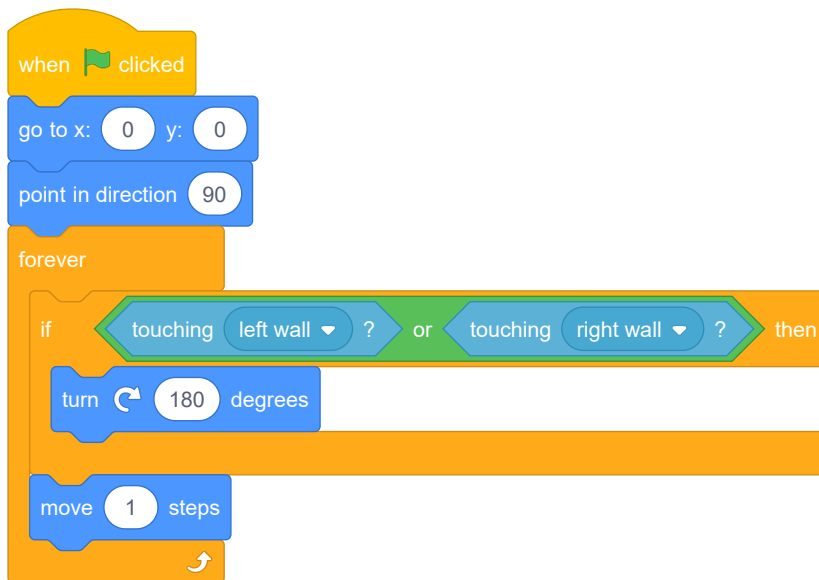 when clicked
go to x: 0 y: 0
point in direction 90
forever
if touching left wall ? or touching right wall ? then
turn 180 degrees
move 1 steps